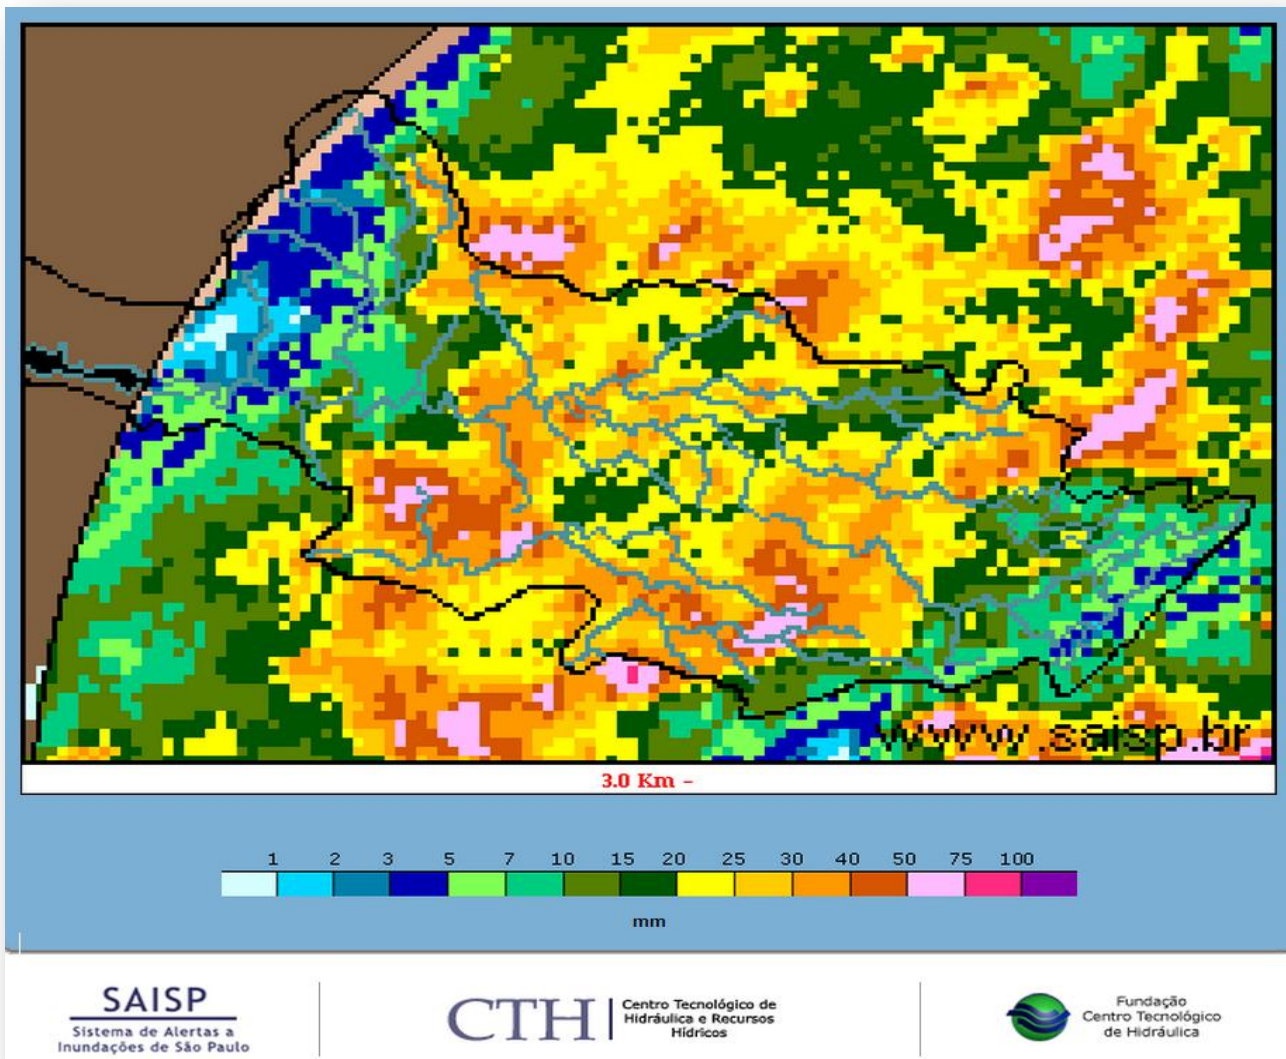 www.saisp.br
3.0 Km -
1 2 3 5 7 10 15 20 25 30 40 50 75 100
mm
SAISP
Sistema de Alertas a
Inundações de São Paulo
CTH
Centro Tecnológico de
Hidráulica e Recursos
Hídricos
Fundação
Centro Tecnológico
de Hidráulica